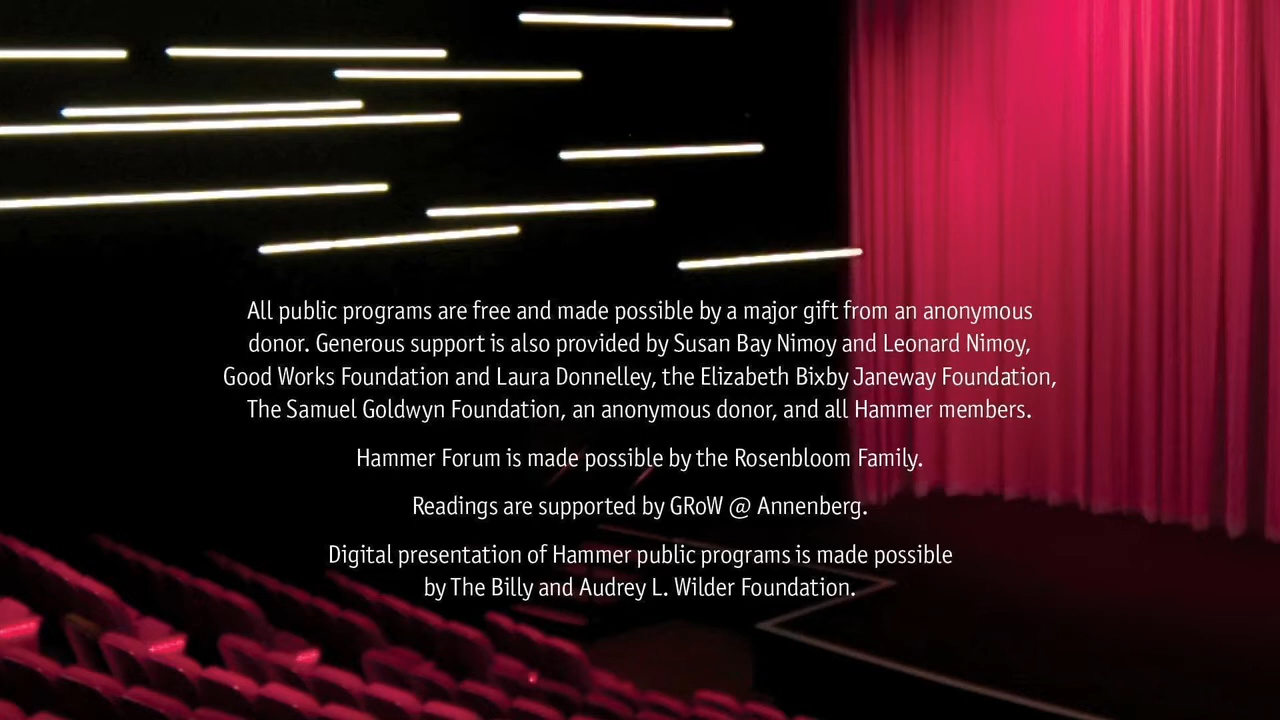 All public programs are free and made possible by a major gift from an anonymous
donor. Generous support is also provided by Susan Bay Nimoy and Leonard Nimoy,
Good Works Foundation and Laura Donnelley, the Elizabeth Bixby Janeway Foundation,
The Samuel Goldwyn Foundation, an anonymous donor, and all Hammer members.
Hammer Forum is made possible by the Rosenbloom Family.
Readings are supported by GRoW @ Annenberg.
Digital presentation of Hammer public programs is made possible
by The Billy and Audrey L. Wilder Foundation.